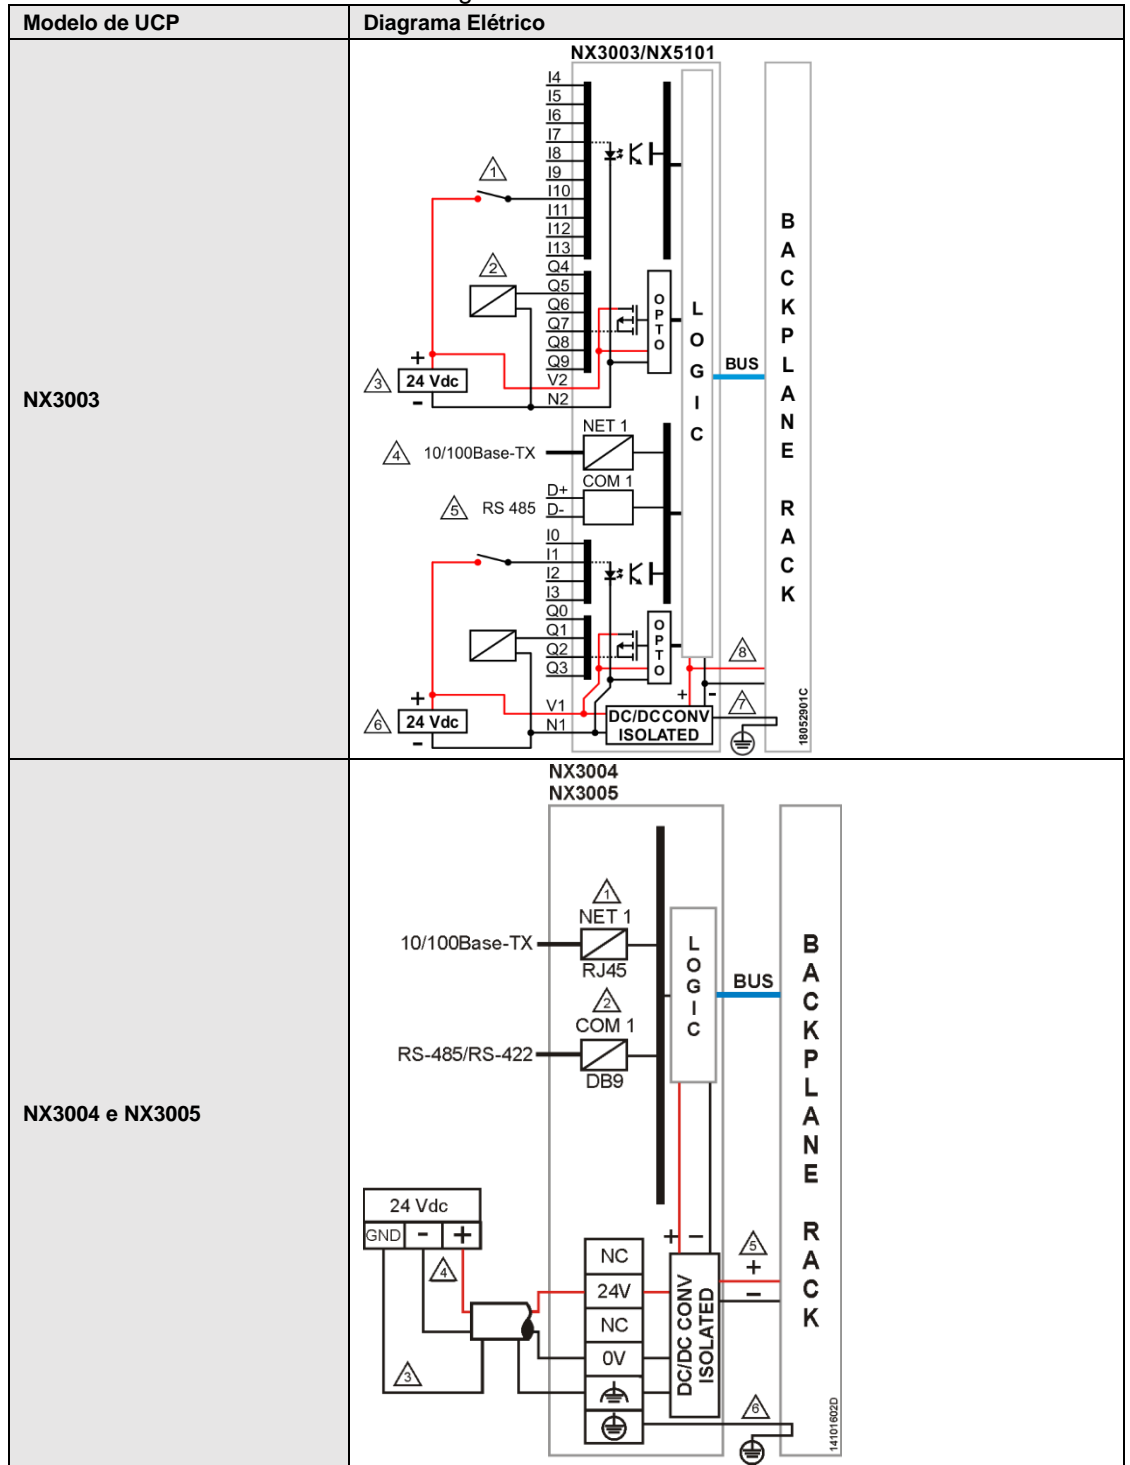 Modelo de UCP
Diagrama Elétrico
NX3003
NX3003/NX5101
I4
I5
I6
I7
I8
I9
I10
I11
I12
I13
Q4
Q5
Q6
Q7
Q8
Q9
V2
N2
1
2
+
3
24 Vdc
-
OPTO
LOGIC
BUS
BACKPLANE RACK
NET 1
4
10/100Base-TX
COM 1
5
RS 485
D+
D-
I0
I1
I2
I3
Q0
Q1
Q2
Q3
V1
N1
OPTO
+
6
24 Vdc
-
8
+
-
7
DC/DC CONV
ISOLATED
18052901C
NX3004 e NX3005
NX3004
NX3005
1
NET 1
10/100Base-TX
RJ45
2
COM 1
RS-485/RS-422
DB9
LOGIC
BUS
BACKPLANE RACK
24 Vdc
GND
-
+
4
3
NC
24V
NC
0V
+
-
DC/DC CONV
ISOLATED
5
+
-
6
14101602D